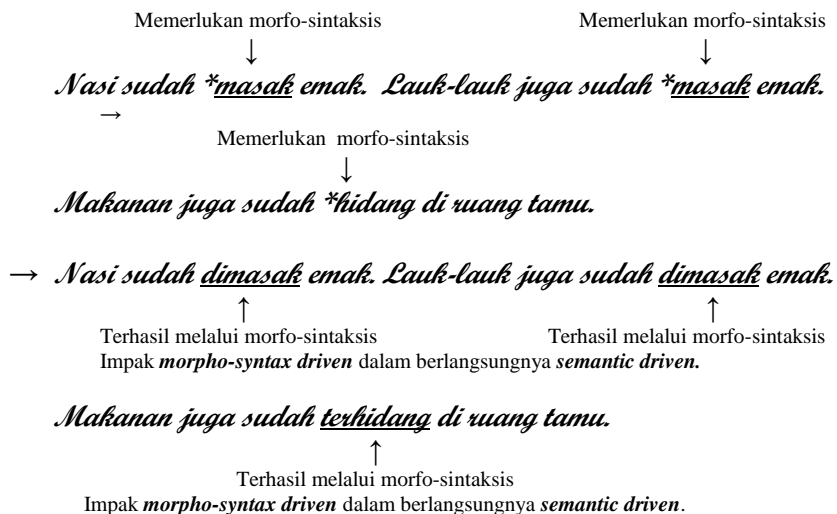 Memerlukan morfo-sintaksis Memerlukan morfo-sintaksis
↓ ↓
Nasi sudah *masak emak. Lauk-lauk juga sudah *masak emak.
→
Memerlukan morfo-sintaksis
↓
Makanan juga sudah *hidang di ruang tamu.
→ Nasi sudah dimasak emak. Lauk-lauk juga sudah dimasak emak.
↑ ↑
Terhasil melalui morfo-sintaksis Terhasil melalui morfo-sintaksis
Impak morpho-syntax driven dalam berlangsungnya semantic driven.
Makanan juga sudah terhidang di ruang tamu.
↑
Terhasil melalui morfo-sintaksis
Impak morpho-syntax driven dalam berlangsungnya semantic driven.